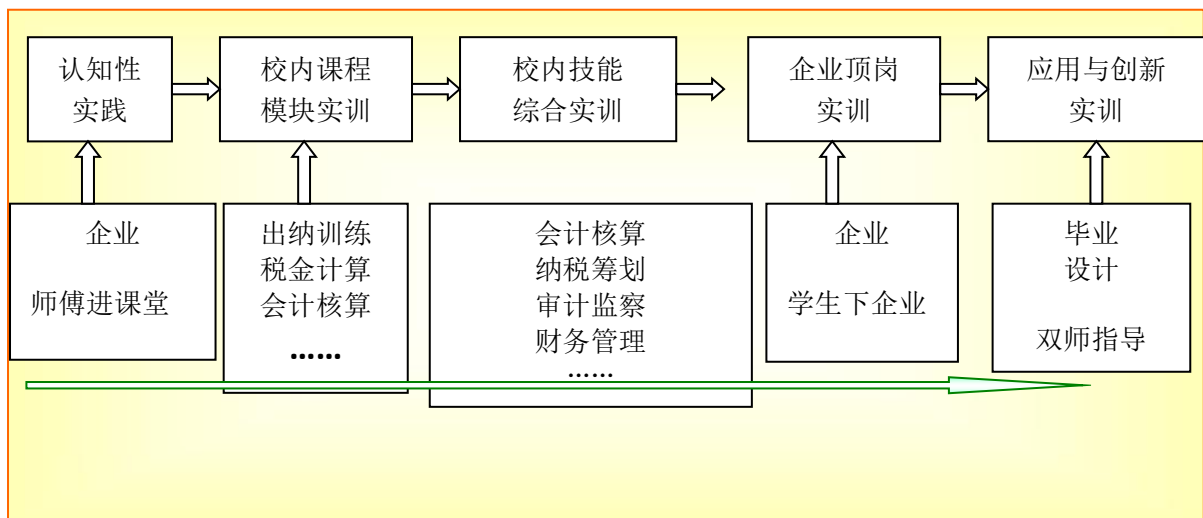 认知性
实践
校内课程
模块实训
校内技能
综合实训
企业顶岗
实训
应用与创新
实训
企业
师傅进课堂
出纳训练
税金计算
会计核算
……
会计核算
纳税筹划
审计监察
财务管理
……
企业
学生下企业
毕业
设计
双师指导